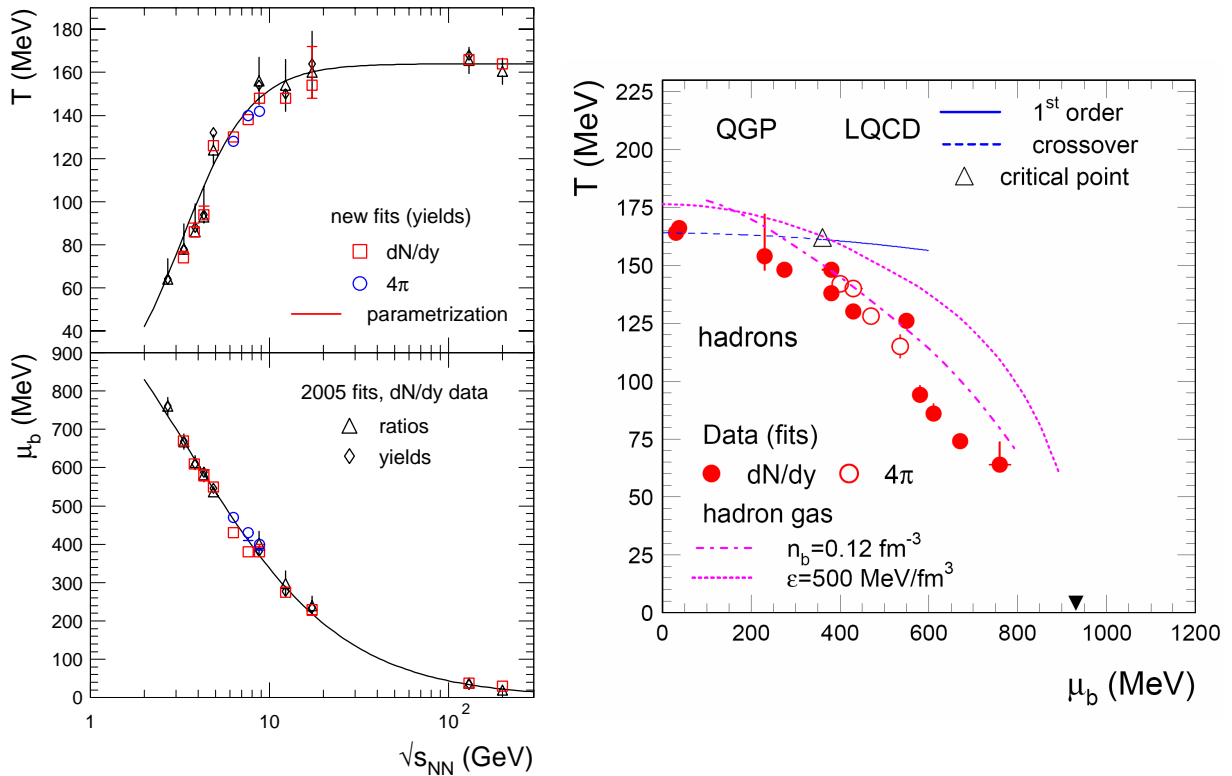 T (MeV)
180
160
140
120
100
80
60
40
new fits (yields)
dN/dy
4π
parametrization
μb (MeV)
900
800
700
600
500
400
300
200
100
0
2005 fits, dN/dy data
ratios
yields
1 10 10²
√sNN (GeV)
T (MeV)
225
200
175
150
125
100
75
50
25
0
QGP LQCD
1st order
crossover
critical point
hadrons
Data (fits)
dN/dy 4π
hadron gas
nb=0.12 fm-3
ε=500 MeV/fm3
0 200 400 600 800 1000 1200
μb (MeV)